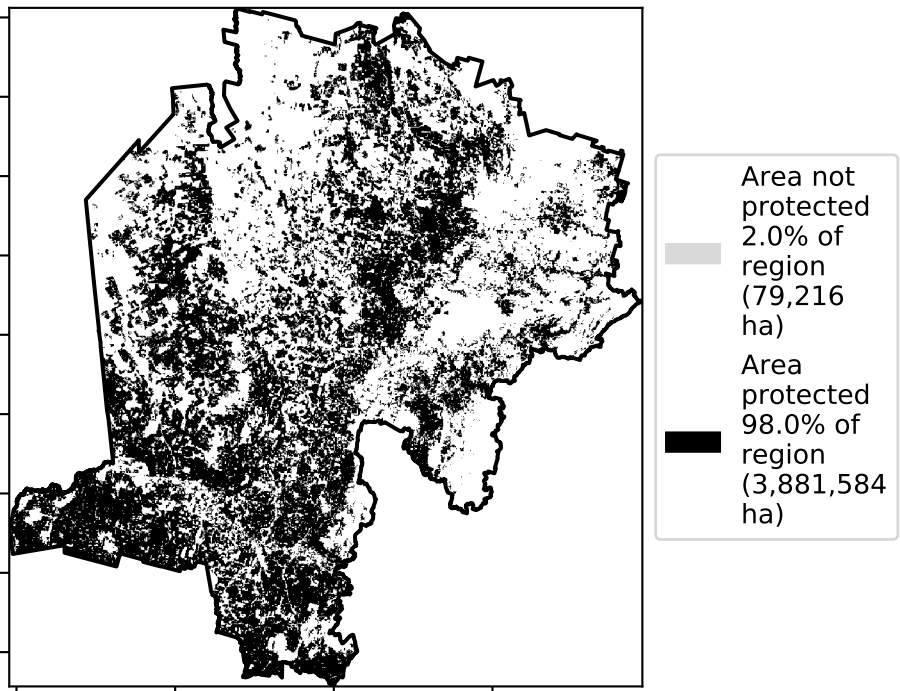 Area not
protected
2.0% of
region
(79,216
ha)
Area
protected
98.0% of
region
(3,881,584
ha)